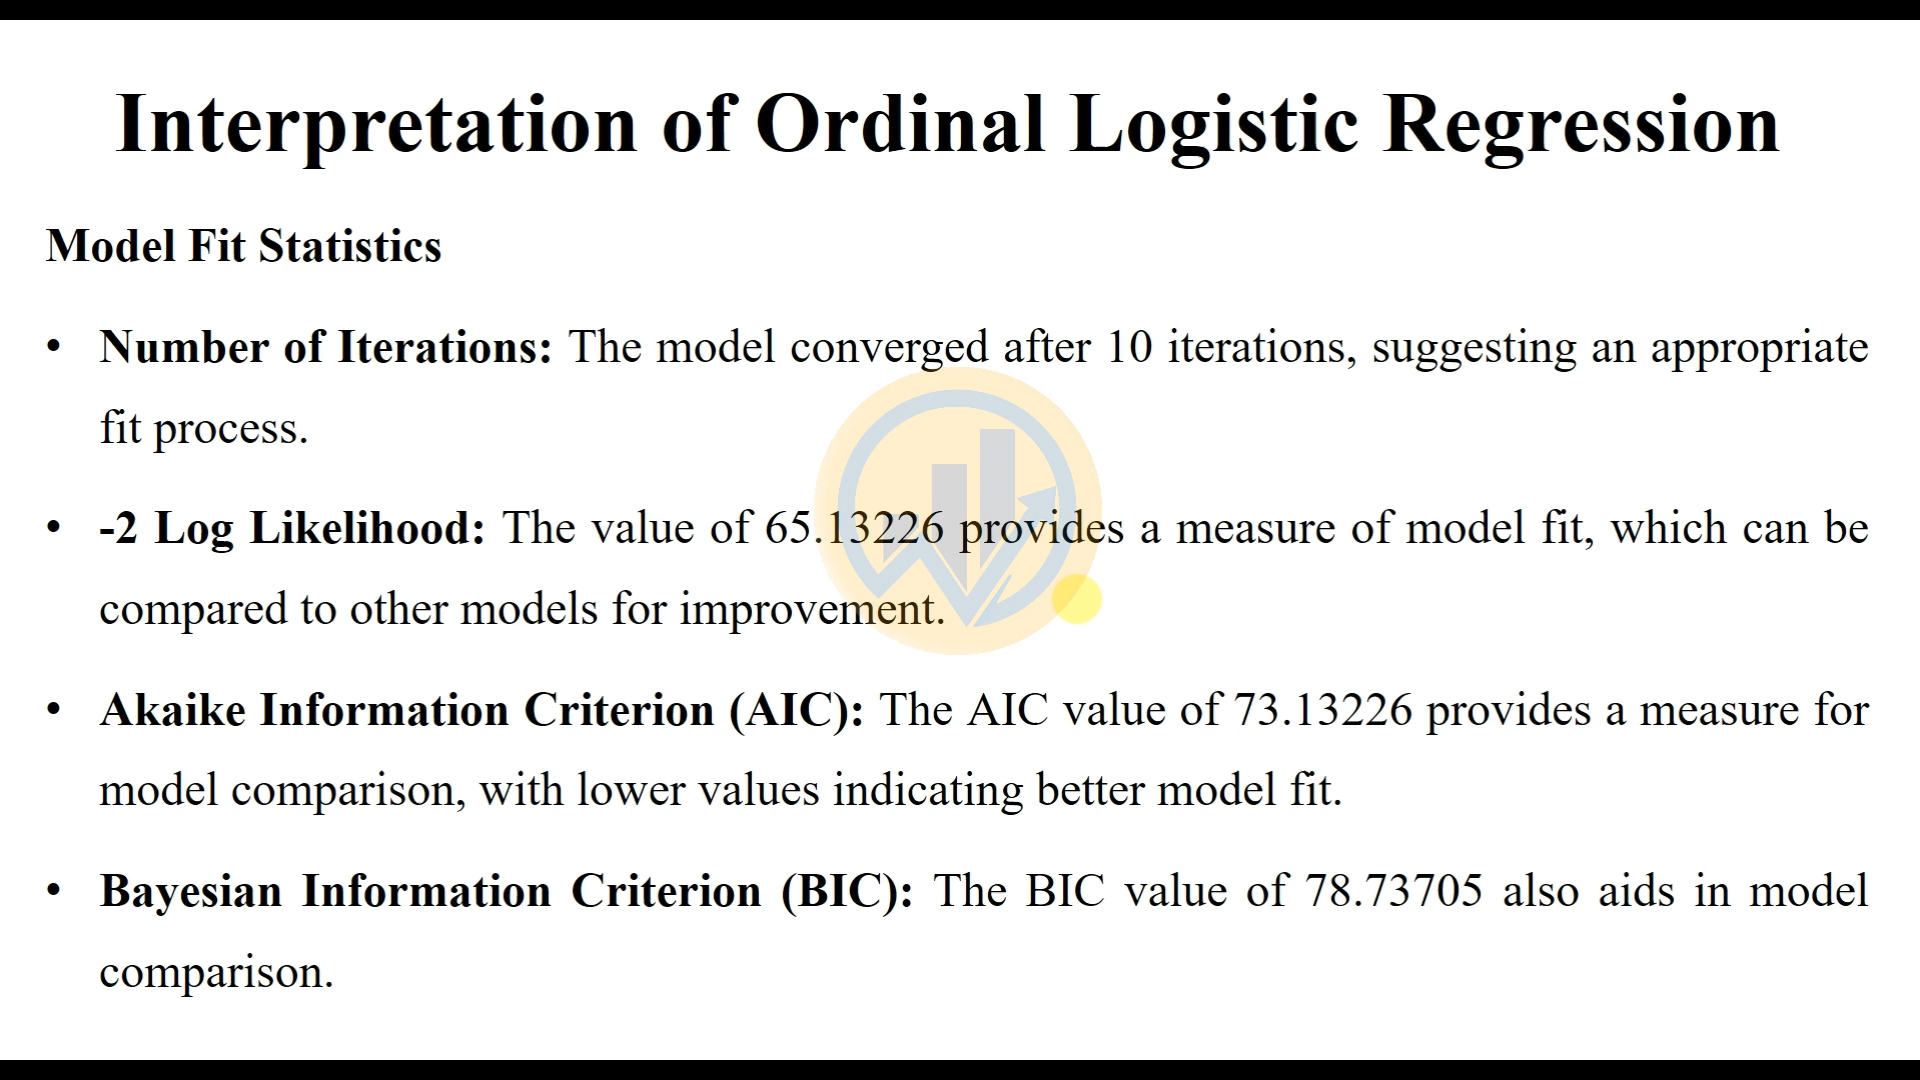 Interpretation of Ordinal Logistic Regression
Model Fit Statistics
• Number of Iterations: The model converged after 10 iterations, suggesting an appropriate
fit process.
• -2 Log Likelihood: The value of 65.13226 provides a measure of model fit, which can be
compared to other models for improvement.
• Akaike Information Criterion (AIC): The AIC value of 73.13226 provides a measure for
model comparison, with lower values indicating better model fit.
• Bayesian Information Criterion (BIC): The BIC value of 78.73705 also aids in model
comparison.